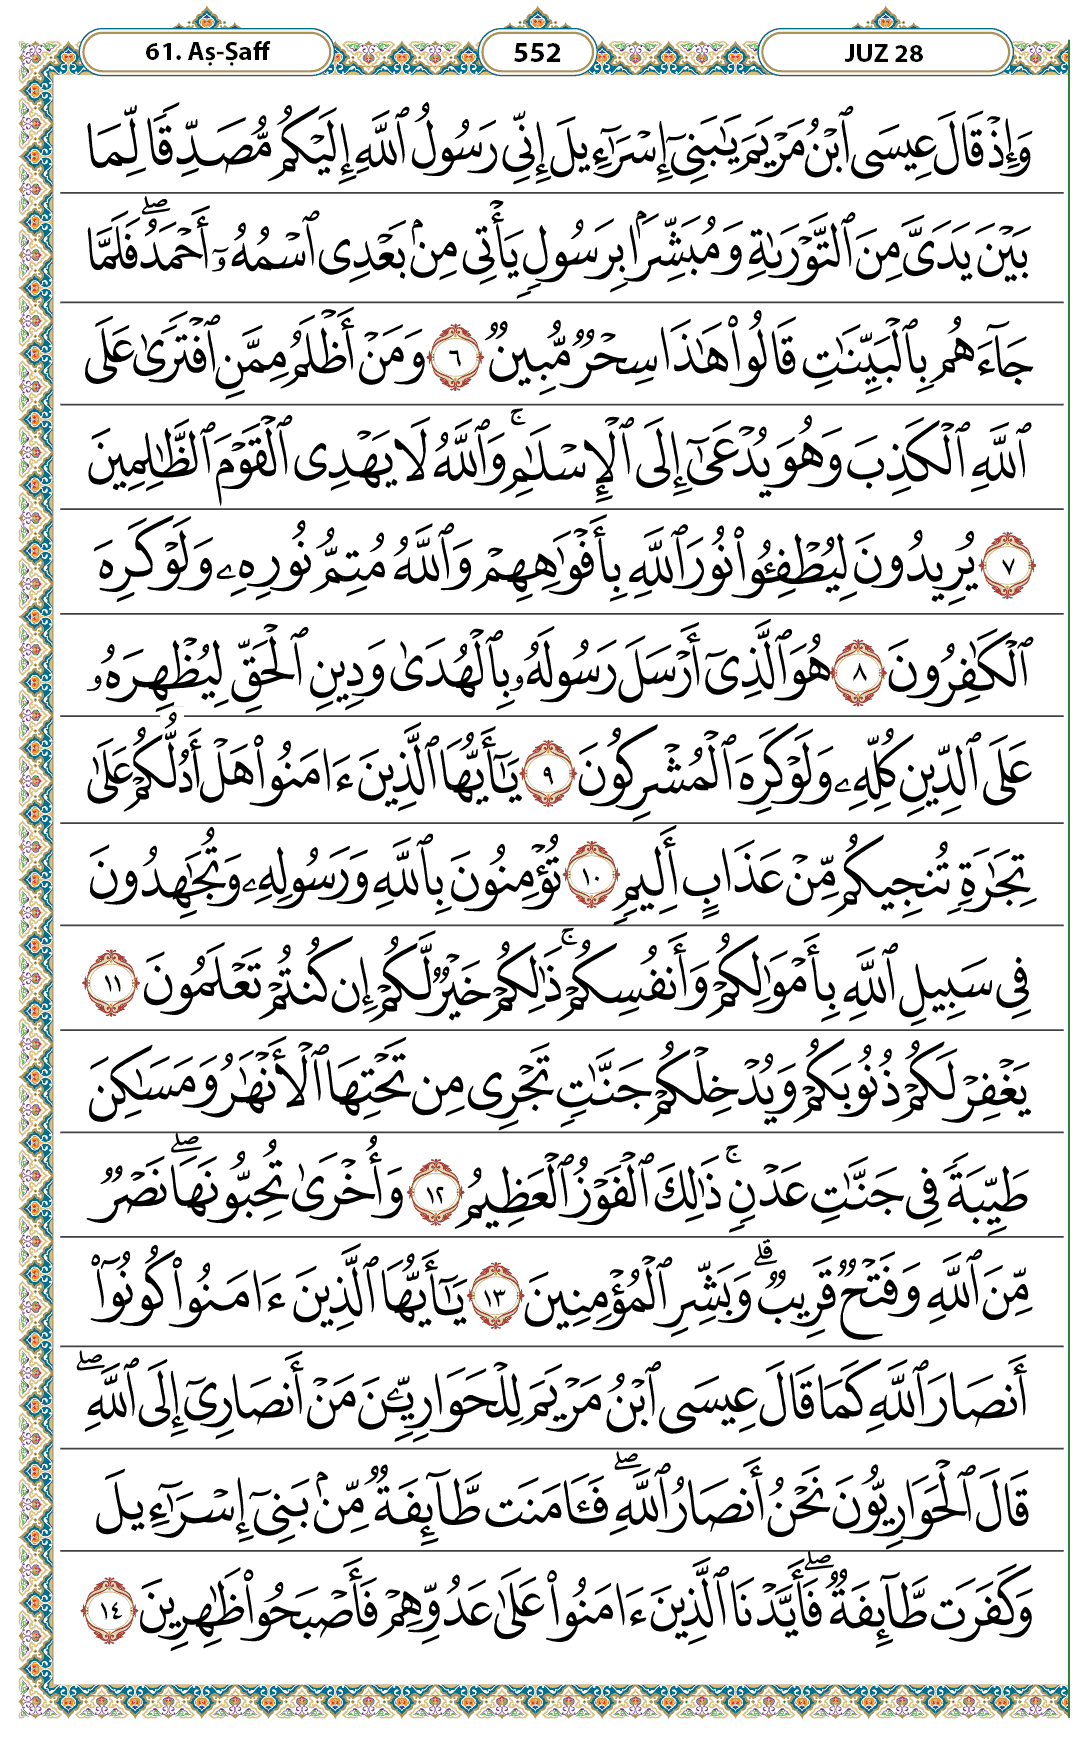 61. Aṣ-Ṣaff
552
JUZ 28
وَإِذْ قَالَ عِيسَى ٱبْنُ مَرْيَمَ يَٰبَنِىٓ إِسْرَٰٓءِيلَ إِنِّى رَسُولُ ٱللَّهِ إِلَيْكُم مُّصَدِّقًا لِّمَا
بَيْنَ يَدَىَّ مِنَ ٱلتَّوْرَىٰةِ وَمُبَشِّرًۢا بِرَسُولٍ يَأْتِى مِنۢ بَعْدِى ٱسْمُهُۥٓ أَحْمَدُ ۖ فَلَمَّا
جَآءَهُم بِٱلْبَيِّنَٰتِ قَالُوا۟ هَٰذَا سِحْرٌ مُّبِينٌ ٦ وَمَنْ أَظْلَمُ مِمَّنِ ٱفْتَرَىٰ عَلَى
ٱللَّهِ ٱلْكَذِبَ وَهُوَ يُدْعَىٰٓ إِلَى ٱلْإِسْلَٰمِ ۚ وَٱللَّهُ لَا يَهْدِى ٱلْقَوْمَ ٱلظَّٰلِمِينَ
٧ يُرِيدُونَ لِيُطْفِـُٔوا۟ نُورَ ٱللَّهِ بِأَفْوَٰهِهِمْ وَٱللَّهُ مُتِمُّ نُورِهِۦ وَلَوْ كَرِهَ
ٱلْكَٰفِرُونَ ٨ هُوَ ٱلَّذِىٓ أَرْسَلَ رَسُولَهُۥ بِٱلْهُدَىٰ وَدِينِ ٱلْحَقِّ لِيُظْهِرَهُۥ
عَلَى ٱلدِّينِ كُلِّهِۦ وَلَوْ كَرِهَ ٱلْمُشْرِكُونَ ٩ يَٰٓأَيُّهَا ٱلَّذِينَ ءَامَنُوا۟ هَلْ أَدُلُّكُمْ عَلَىٰ
تِجَٰرَةٍ تُنجِيكُم مِّنْ عَذَابٍ أَلِيمٍ ١٠ تُؤْمِنُونَ بِٱللَّهِ وَرَسُولِهِۦ وَتُجَٰهِدُونَ
فِى سَبِيلِ ٱللَّهِ بِأَمْوَٰلِكُمْ وَأَنفُسِكُمْ ۚ ذَٰلِكُمْ خَيْرٌ لَّكُمْ إِن كُنتُمْ تَعْلَمُونَ ١١
يَغْفِرْ لَكُمْ ذُنُوبَكُمْ وَيُدْخِلْكُمْ جَنَّٰتٍ تَجْرِى مِن تَحْتِهَا ٱلْأَنْهَٰرُ وَمَسَٰكِنَ
طَيِّبَةً فِى جَنَّٰتِ عَدْنٍ ۚ ذَٰلِكَ ٱلْفَوْزُ ٱلْعَظِيمُ ١٢ وَأُخْرَىٰ تُحِبُّونَهَا ۖ نَصْرٌ
مِّنَ ٱللَّهِ وَفَتْحٌ قَرِيبٌ ۗ وَبَشِّرِ ٱلْمُؤْمِنِينَ ١٣ يَٰٓأَيُّهَا ٱلَّذِينَ ءَامَنُوا۟ كُونُوٓا۟
أَنصَارَ ٱللَّهِ كَمَا قَالَ عِيسَى ٱبْنُ مَرْيَمَ لِلْحَوَارِيِّـۧنَ مَنْ أَنصَارِىٓ إِلَى ٱللَّهِ ۖ
قَالَ ٱلْحَوَارِيُّونَ نَحْنُ أَنصَارُ ٱللَّهِ ۖ فَـَٔامَنَت طَّآئِفَةٌ مِّنۢ بَنِىٓ إِسْرَٰٓءِيلَ
وَكَفَرَت طَّآئِفَةٌ ۖ فَأَيَّدْنَا ٱلَّذِينَ ءَامَنُوا۟ عَلَىٰ عَدُوِّهِمْ فَأَصْبَحُوا۟ ظَٰهِرِينَ ١٤